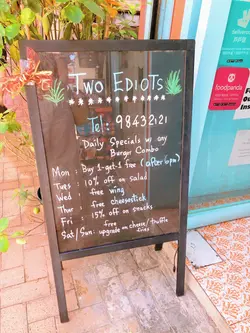 TWO EDIOTS
Tel: 98432121
Daily Specials w/ any
Burger Combo
Mon : Buy 1-get-1 free (after 6pm)
Tues : 10% off on salad
Wed : free wing
Thur : free cheesestick
Fri : 15% off on snacks
Sat/Sun: free upgrade on cheese/truffle
fries
deliveroo
foodpanda